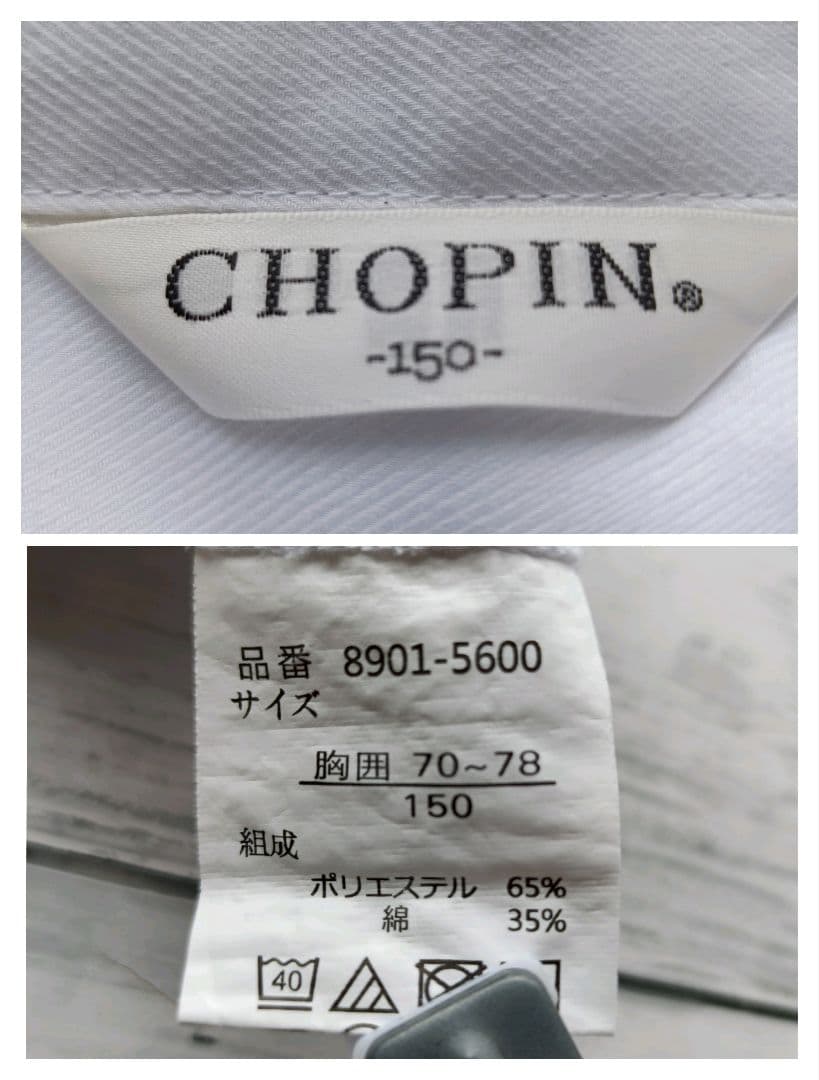 CHOPIN®
-150-
品番 8901-5600
サイズ
胸囲 70~78
150
組成
ポリエステル 65%
綿 35%
40